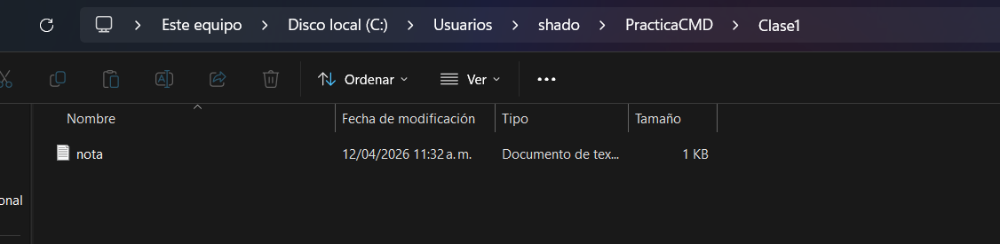 Este equipo > Disco local (C:) > Usuarios > shado > PracticaCMD > Clase1
Ordenar Ver
Nombre Fecha de modificación Tipo Tamaño
nota 12/04/2026 11:32 a. m. Documento de tex... 1 KB
onal